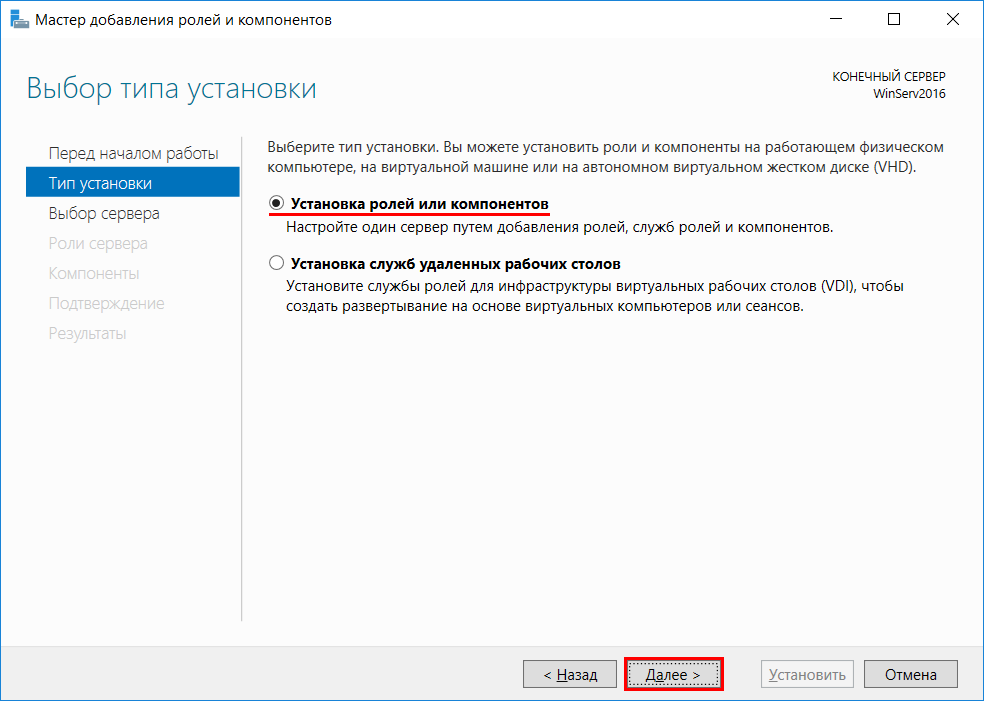 Мастер добавления ролей и компонентов
Выбор типа установки
КОНЕЧНЫЙ СЕРВЕР
WinServ2016
Перед началом работы
Тип установки
Выбор сервера
Роли сервера
Компоненты
Подтверждение
Результаты
Выберите тип установки. Вы можете установить роли и компоненты на работающем физическом
компьютере, на виртуальной машине или на автономном виртуальном жестком диске (VHD).
Установка ролей или компонентов
Настройте один сервер путем добавления ролей, служб ролей и компонентов.
Установка служб удаленных рабочих столов
Установите службы ролей для инфраструктуры виртуальных рабочих столов (VDI), чтобы
создать развертывание на основе виртуальных компьютеров или сеансов.
< Назад
Далее >
Установить
Отмена